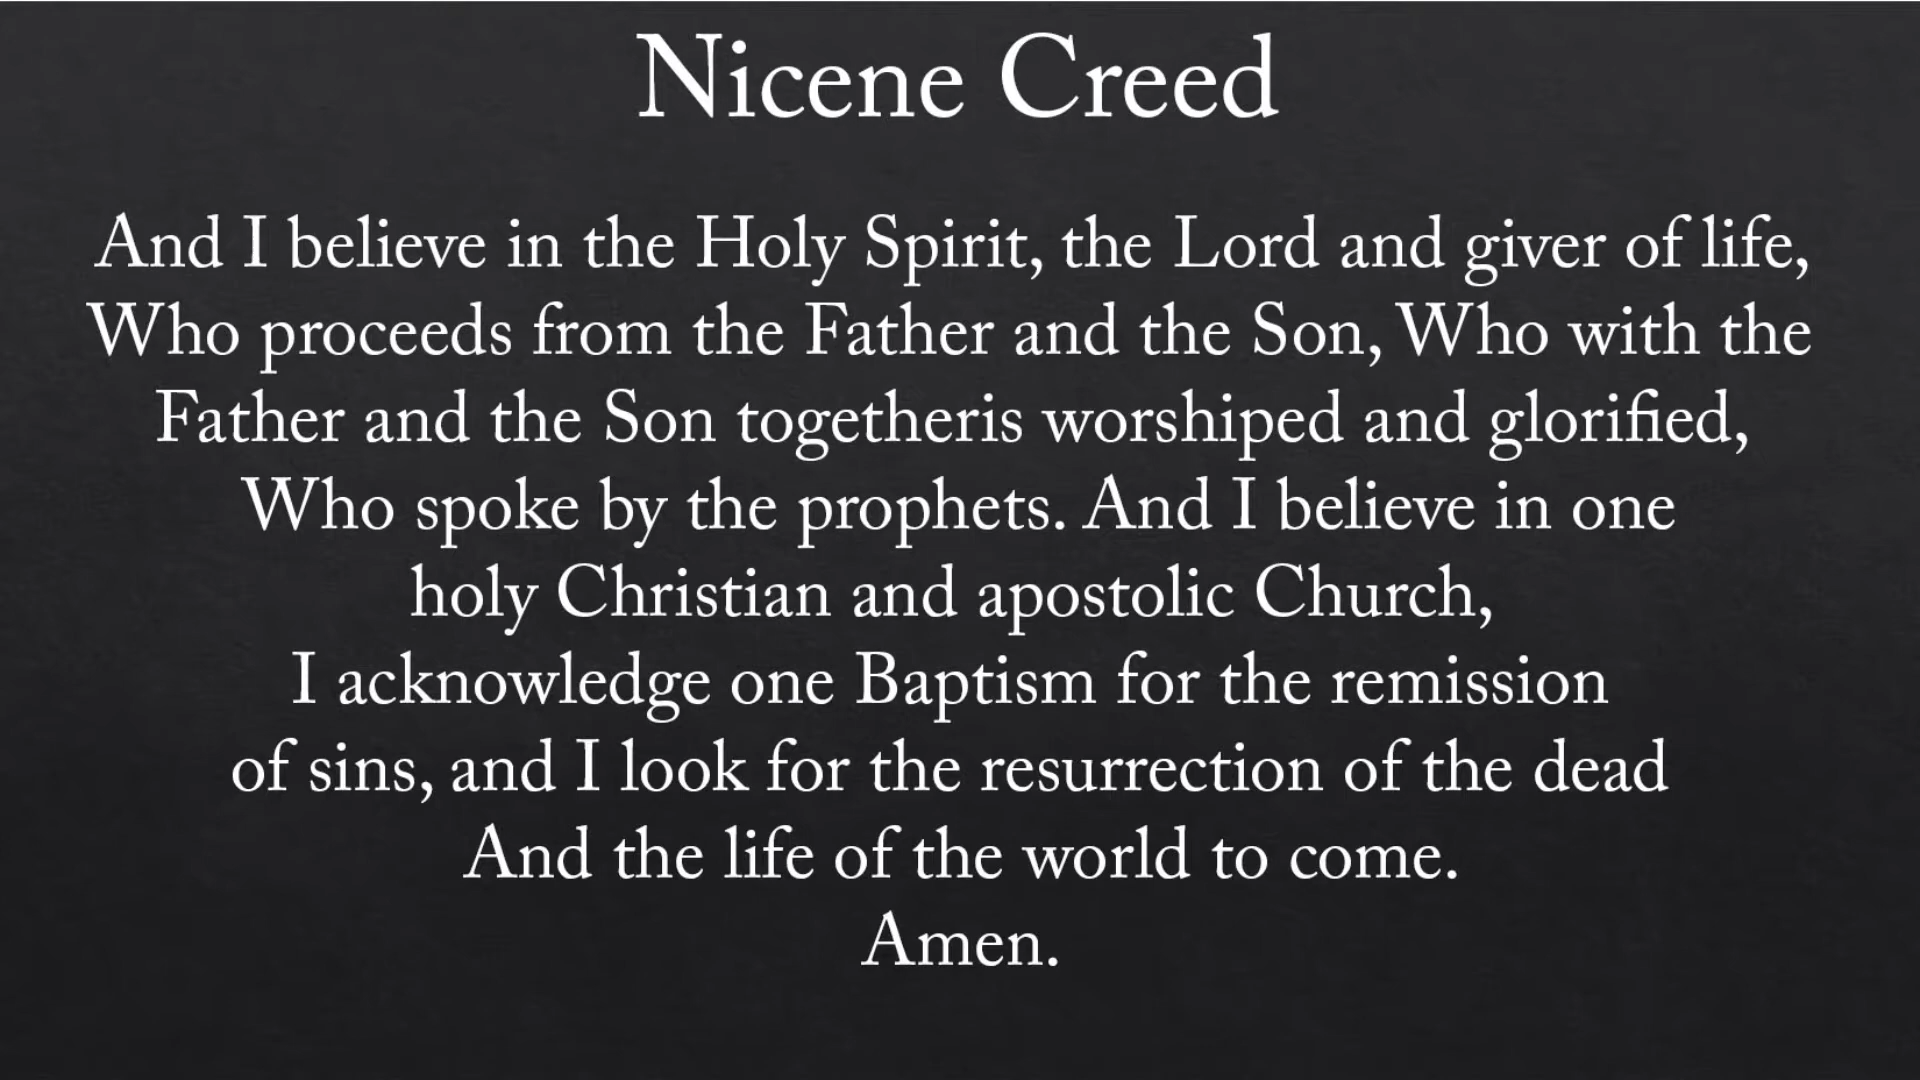 Nicene Creed
And I believe in the Holy Spirit, the Lord and giver of life,
Who proceeds from the Father and the Son, Who with the
Father and the Son togetheris worshiped and glorified,
Who spoke by the prophets. And I believe in one
holy Christian and apostolic Church,
I acknowledge one Baptism for the remission
of sins, and I look for the resurrection of the dead
And the life of the world to come.
Amen.